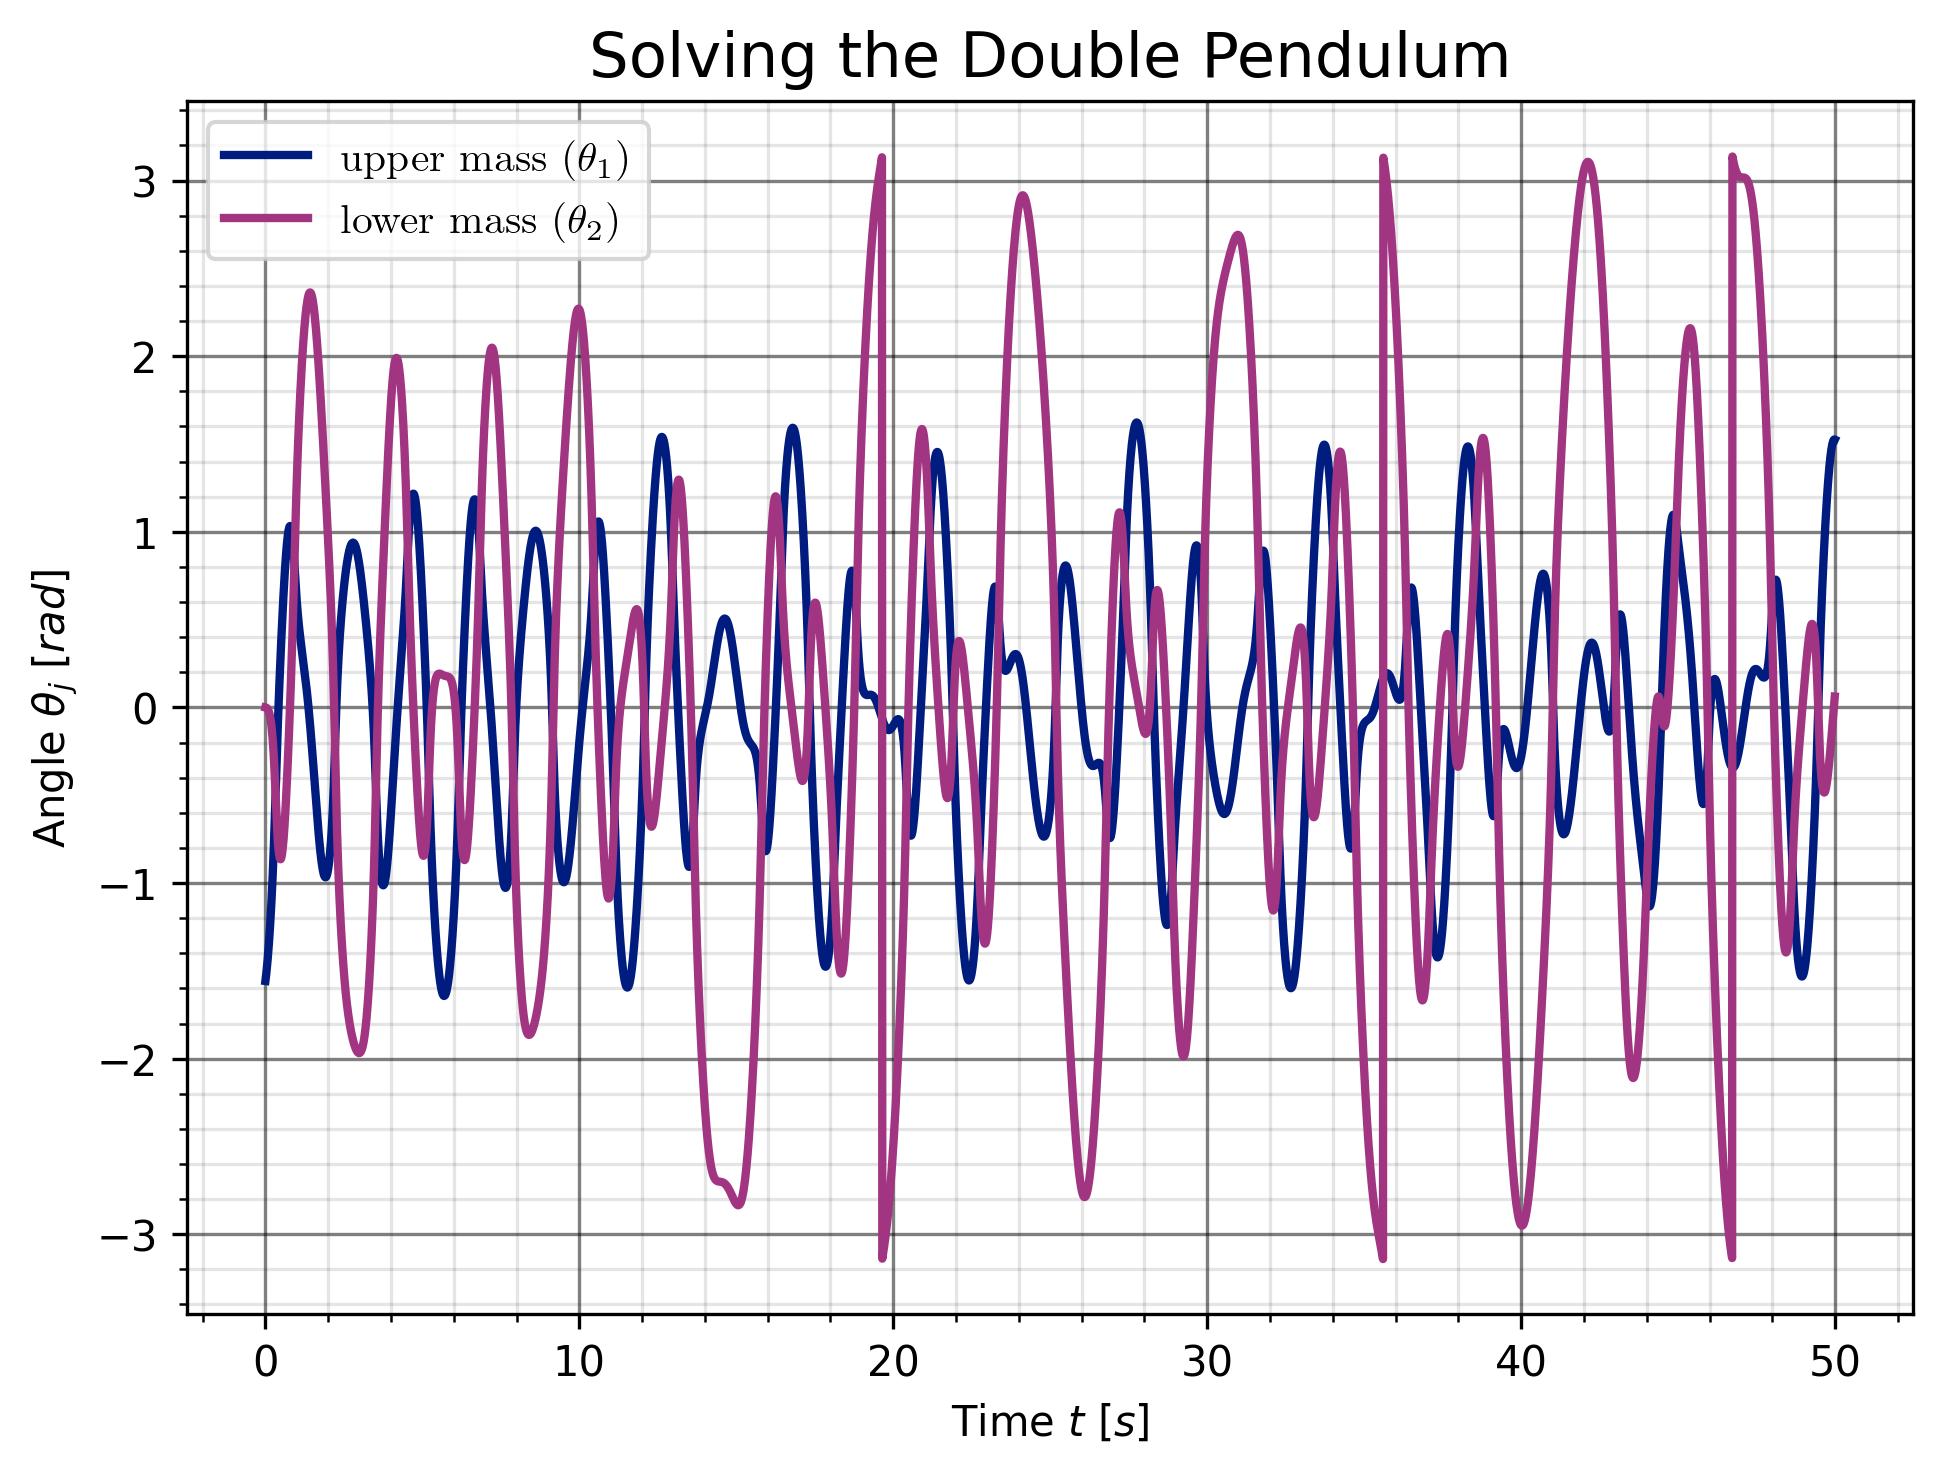 Solving the Double Pendulum
upper mass (θ₁)
lower mass (θ₂)
3
2
1
0
−1
−2
−3
Angle θⱼ [rad]
0 10 20 30 40 50
Time t [s]